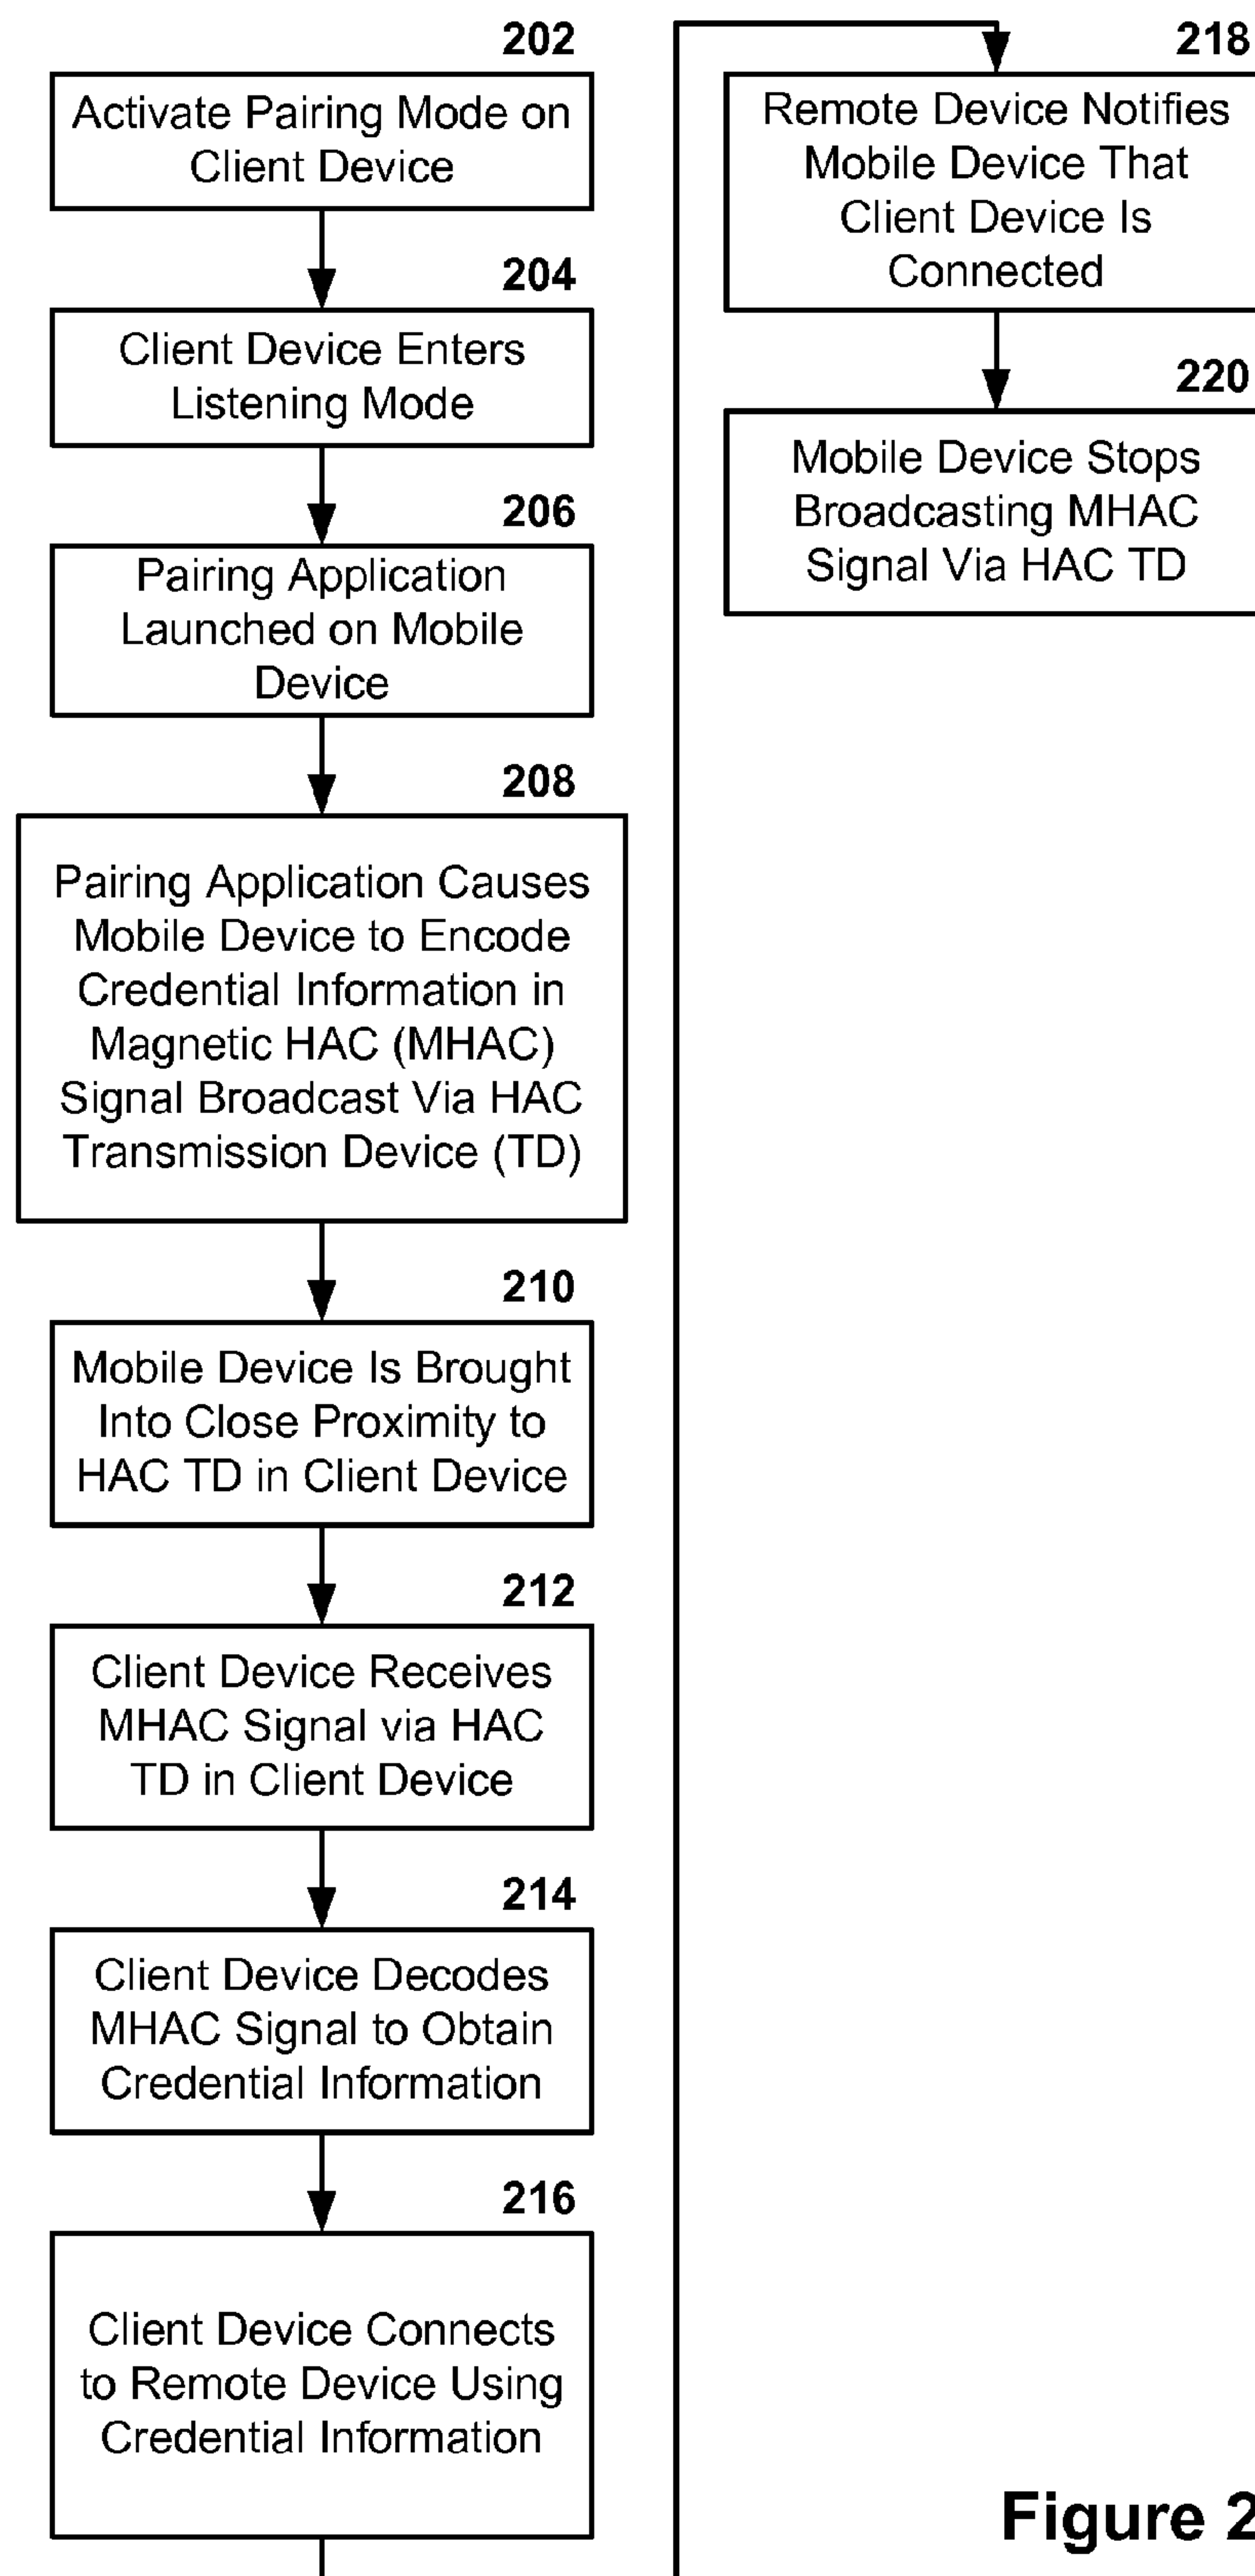 202
Activate Pairing Mode on
Client Device
204
Client Device Enters
Listening Mode
206
Pairing Application
Launched on Mobile
Device
208
Pairing Application Causes
Mobile Device to Encode
Credential Information in
Magnetic HAC (MHAC)
Signal Broadcast Via HAC
Transmission Device (TD)
210
Mobile Device Is Brought
Into Close Proximity to
HAC TD in Client Device
212
Client Device Receives
MHAC Signal via HAC
TD in Client Device
214
Client Device Decodes
MHAC Signal to Obtain
Credential Information
216
Client Device Connects
to Remote Device Using
Credential Information
218
Remote Device Notifies
Mobile Device That
Client Device Is
Connected
220
Mobile Device Stops
Broadcasting MHAC
Signal Via HAC TD
Figure 2